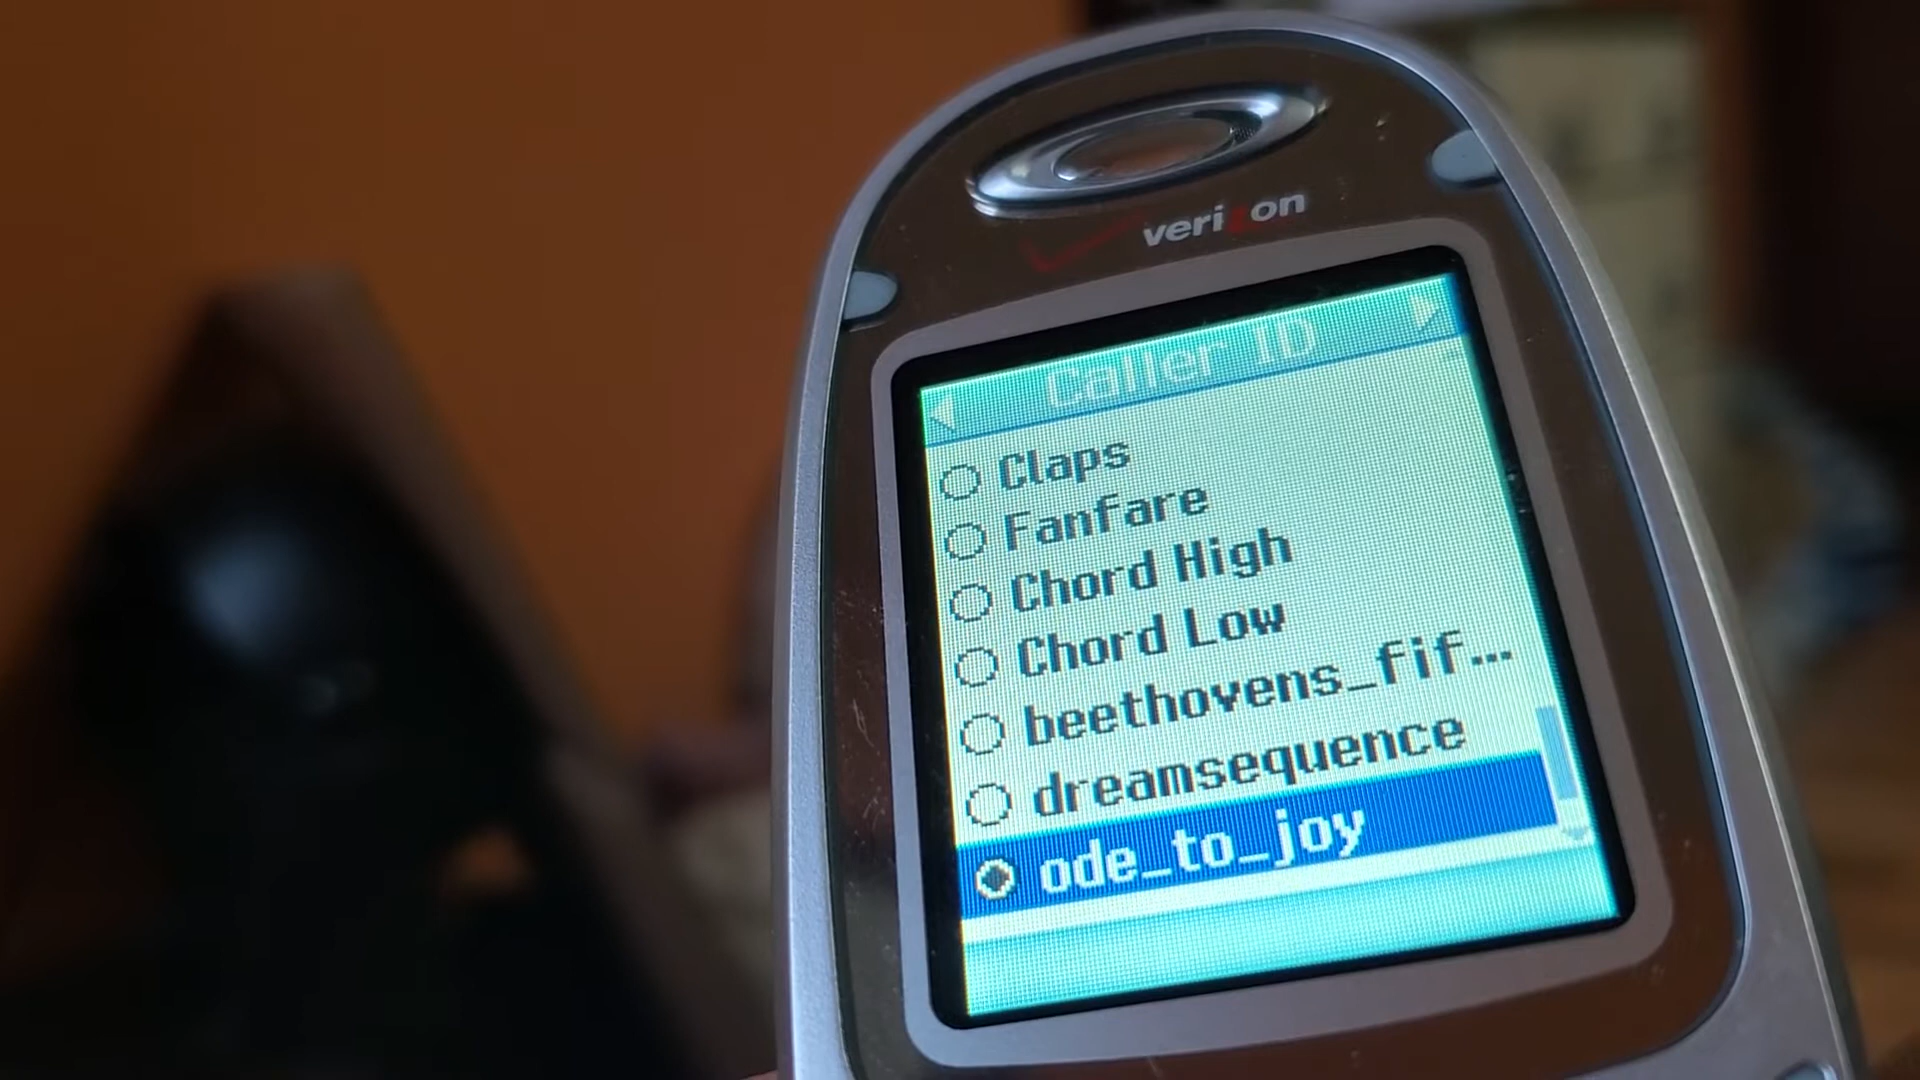 verizon
Caller ID
Claps
Fanfare
Chord High
Chord Low
beethovens_fif...
dreamsequence
ode_to_joy